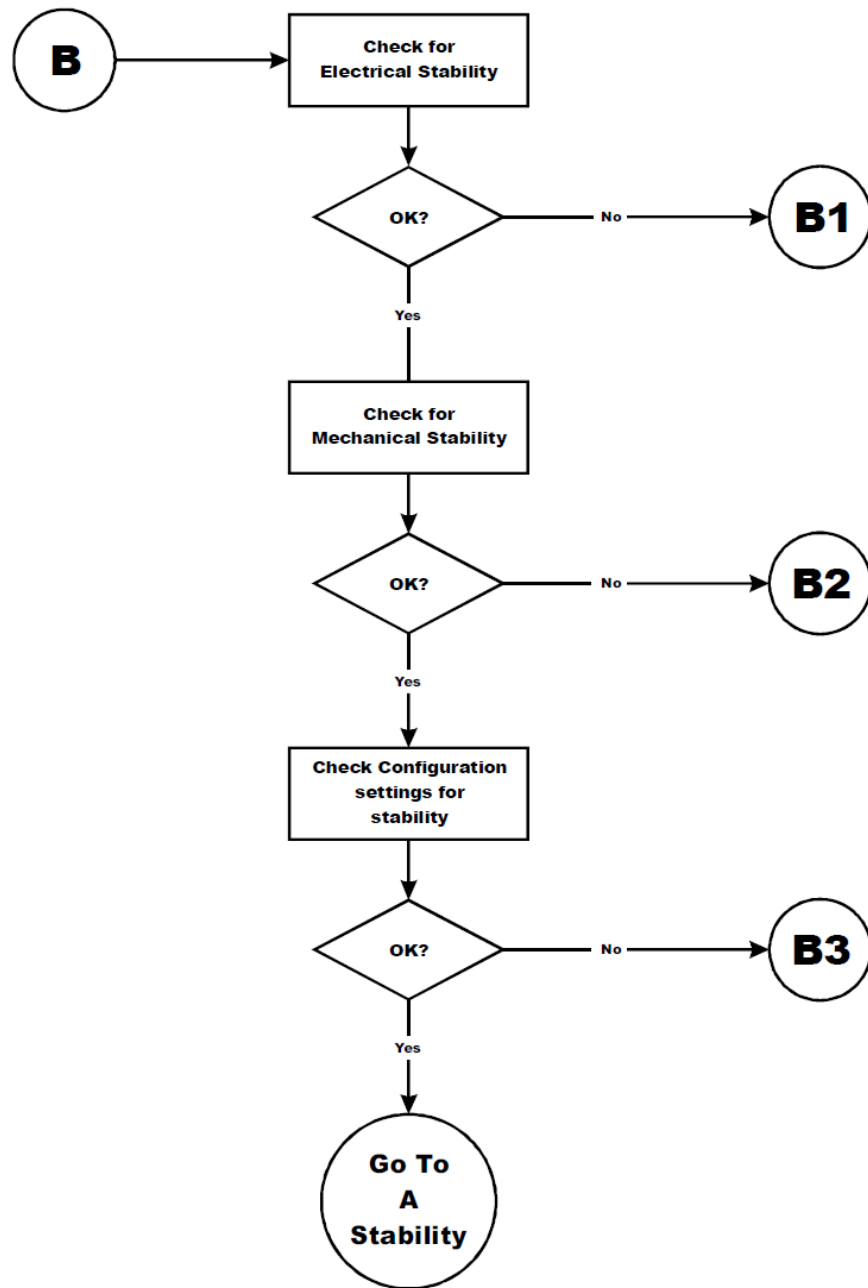 B
Check for
Electrical Stability
OK?
No
B1
Yes
Check for
Mechanical Stability
OK?
No
B2
Yes
Check Configuration
settings for
stability
OK?
No
B3
Yes
Go To
A
Stability